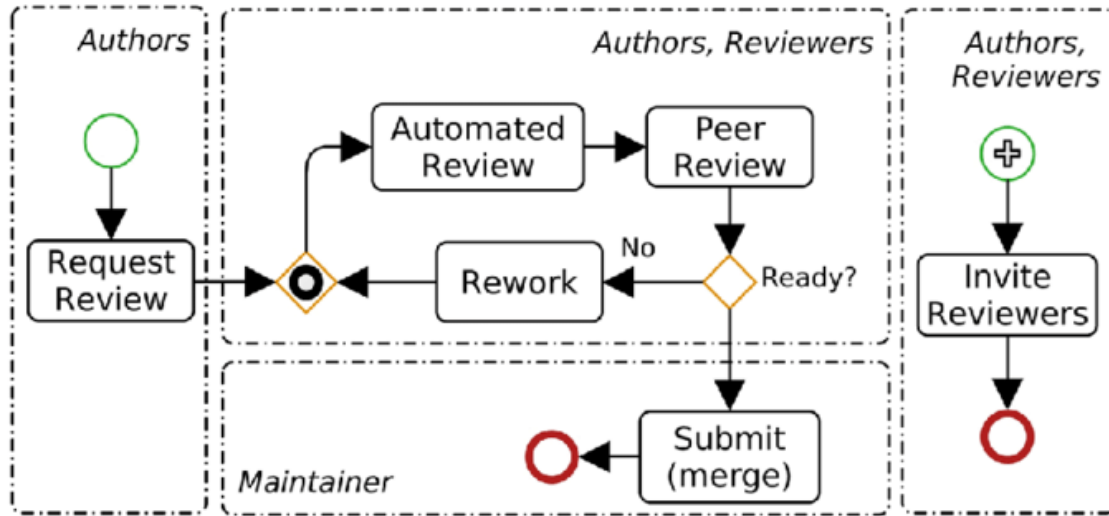 Authors
Request
Review
Authors, Reviewers
Automated
Review
Peer
Review
No
Rework
Ready?
Maintainer
Submit
(merge)
Authors,
Reviewers
Invite
Reviewers